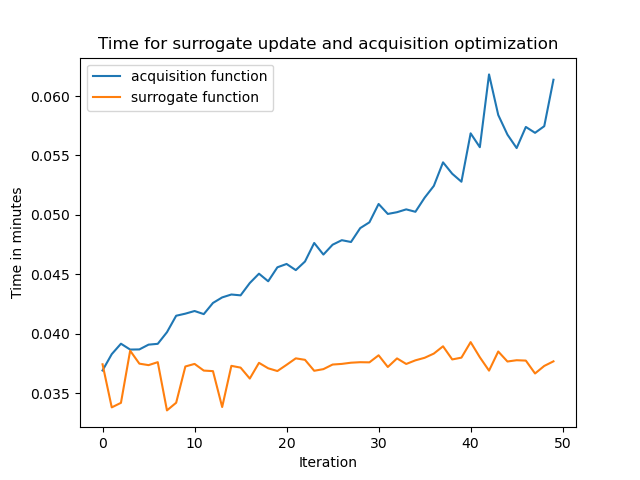 Time for surrogate update and acquisition optimization
acquisition function
surrogate function
0.060
0.055
0.050
0.045
0.040
0.035
Time in minutes
0 10 20 30 40 50
Iteration